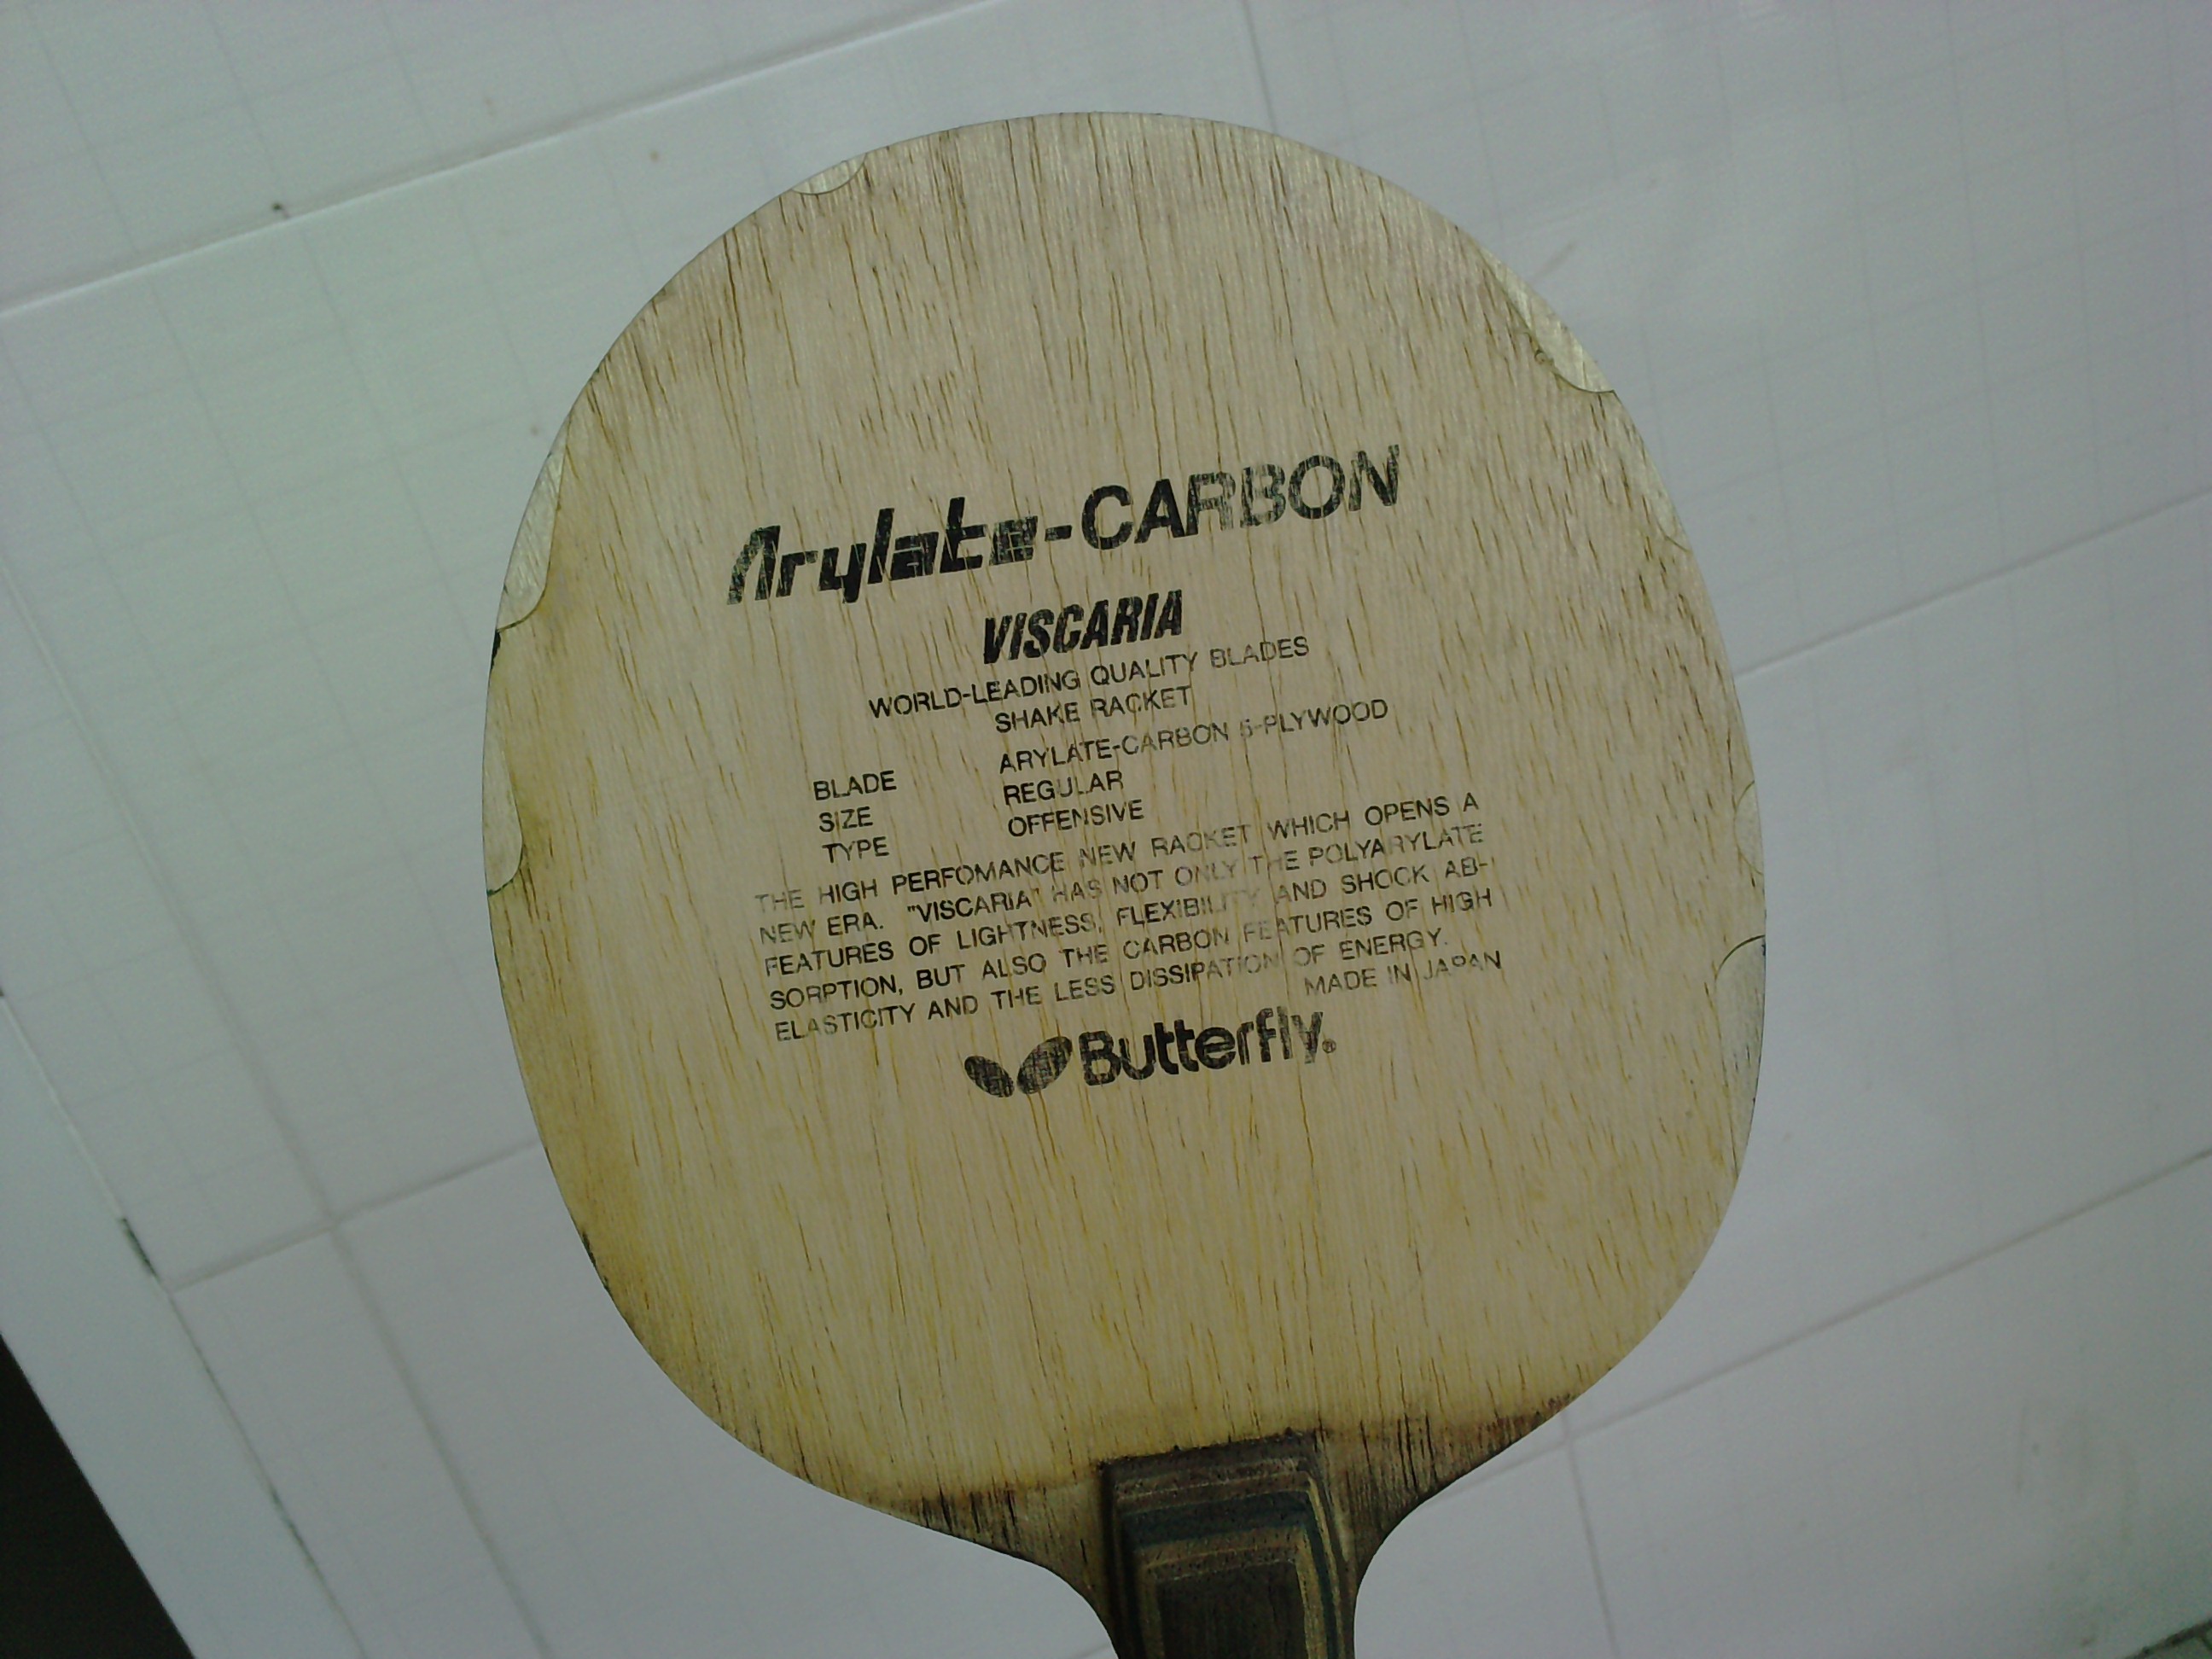 Arylate-CARBON
VISCARIA
WORLD-LEADING QUALITY BLADES
SHAKE RACKET
BLADE ARYLATE-CARBON 5-PLYWOOD
SIZE REGULAR
TYPE OFFENSIVE
THE HIGH PERFOMANCE NEW RACKET WHICH OPENS A
NEW ERA. "VISCARIA" HAS NOT ONLY THE POLYARYLATE
FEATURES OF LIGHTNESS, FLEXIBILITY AND SHOCK AB-
SORPTION, BUT ALSO THE CARBON FEATURES OF HIGH
ELASTICITY AND THE LESS DISSIPATION OF ENERGY.
MADE IN JAPAN
Butterfly®